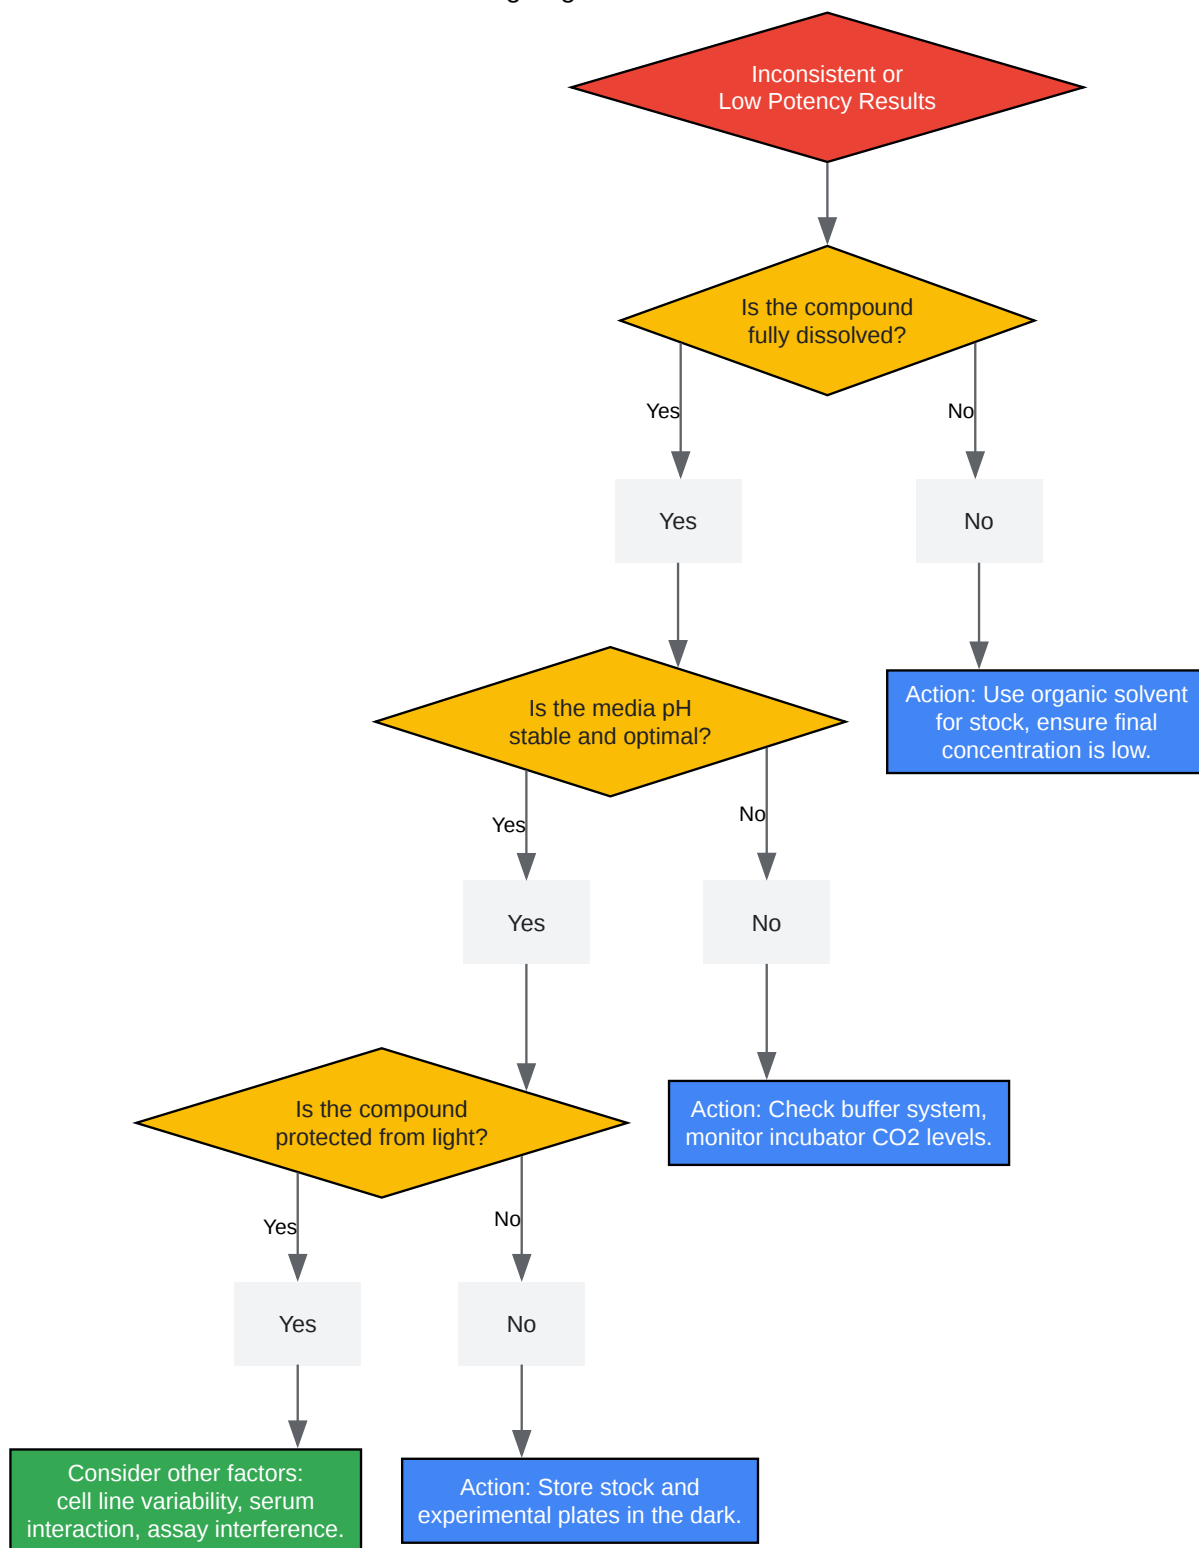 Inconsistent or
Low Potency Results
Is the compound
fully dissolved?
Yes
No
Yes
No
Is the media pH
stable and optimal?
Action: Use organic solvent
for stock, ensure final
concentration is low.
Yes
No
Yes
No
Is the compound
protected from light?
Action: Check buffer system,
monitor incubator CO2 levels.
Yes
No
Yes
No
Consider other factors:
cell line variability, serum
interaction, assay interference.
Action: Store stock and
experimental plates in the dark.